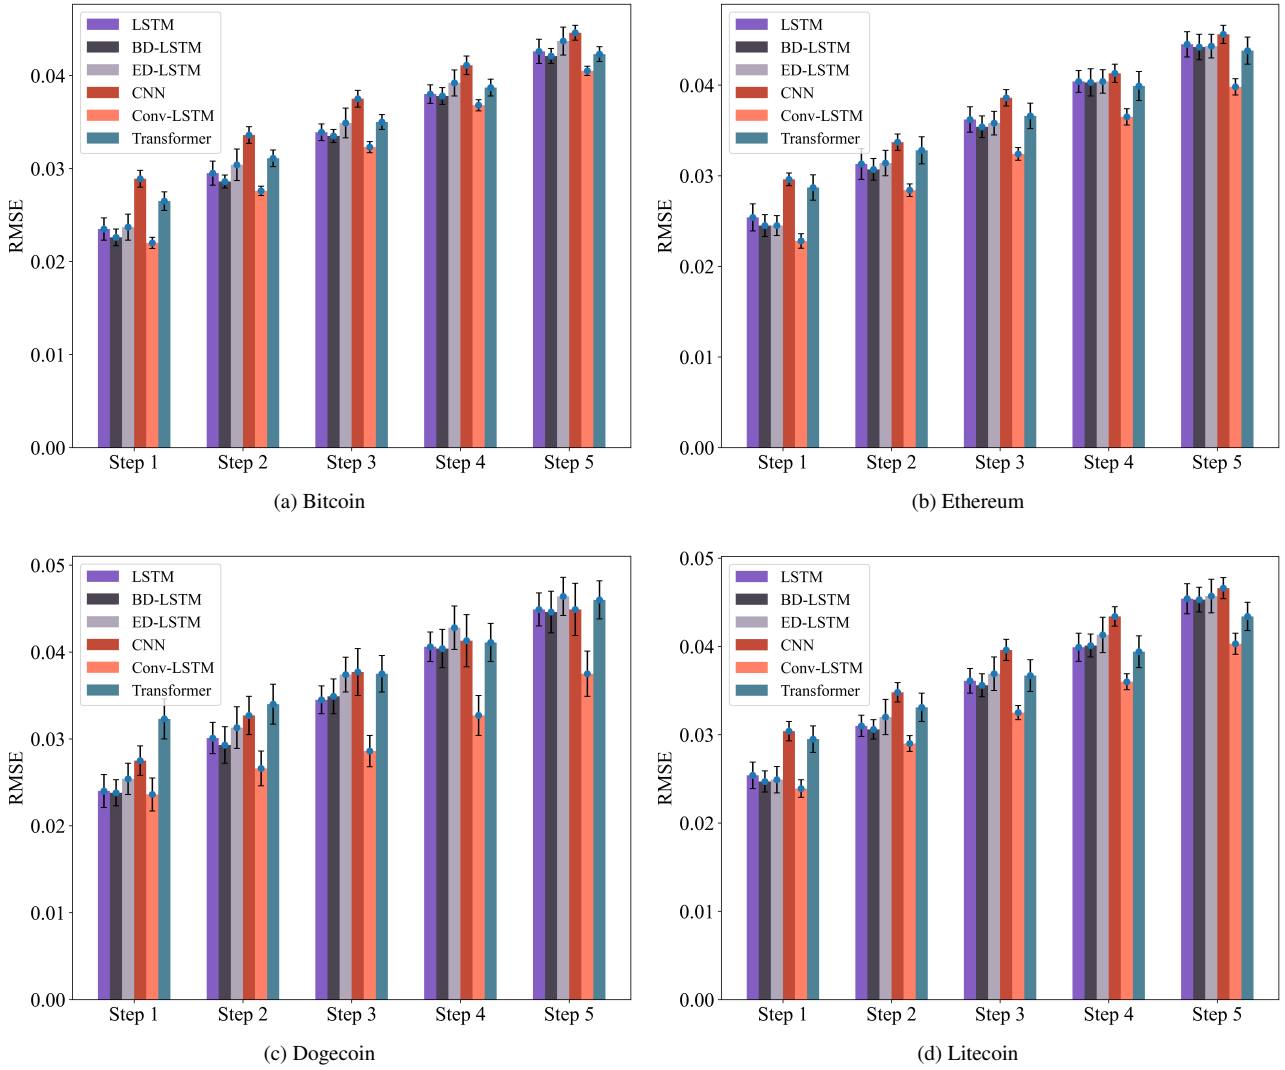 LSTM
BD-LSTM
ED-LSTM
CNN
Conv-LSTM
Transformer
RMSE
0.04
0.03
0.02
0.01
0.00
Step 1 Step 2 Step 3 Step 4 Step 5
(a) Bitcoin
LSTM
BD-LSTM
ED-LSTM
CNN
Conv-LSTM
Transformer
RMSE
0.04
0.03
0.02
0.01
0.00
Step 1 Step 2 Step 3 Step 4 Step 5
(b) Ethereum
LSTM
BD-LSTM
ED-LSTM
CNN
Conv-LSTM
Transformer
RMSE
0.05
0.04
0.03
0.02
0.01
0.00
Step 1 Step 2 Step 3 Step 4 Step 5
(c) Dogecoin
LSTM
BD-LSTM
ED-LSTM
CNN
Conv-LSTM
Transformer
RMSE
0.05
0.04
0.03
0.02
0.01
0.00
Step 1 Step 2 Step 3 Step 4 Step 5
(d) Litecoin